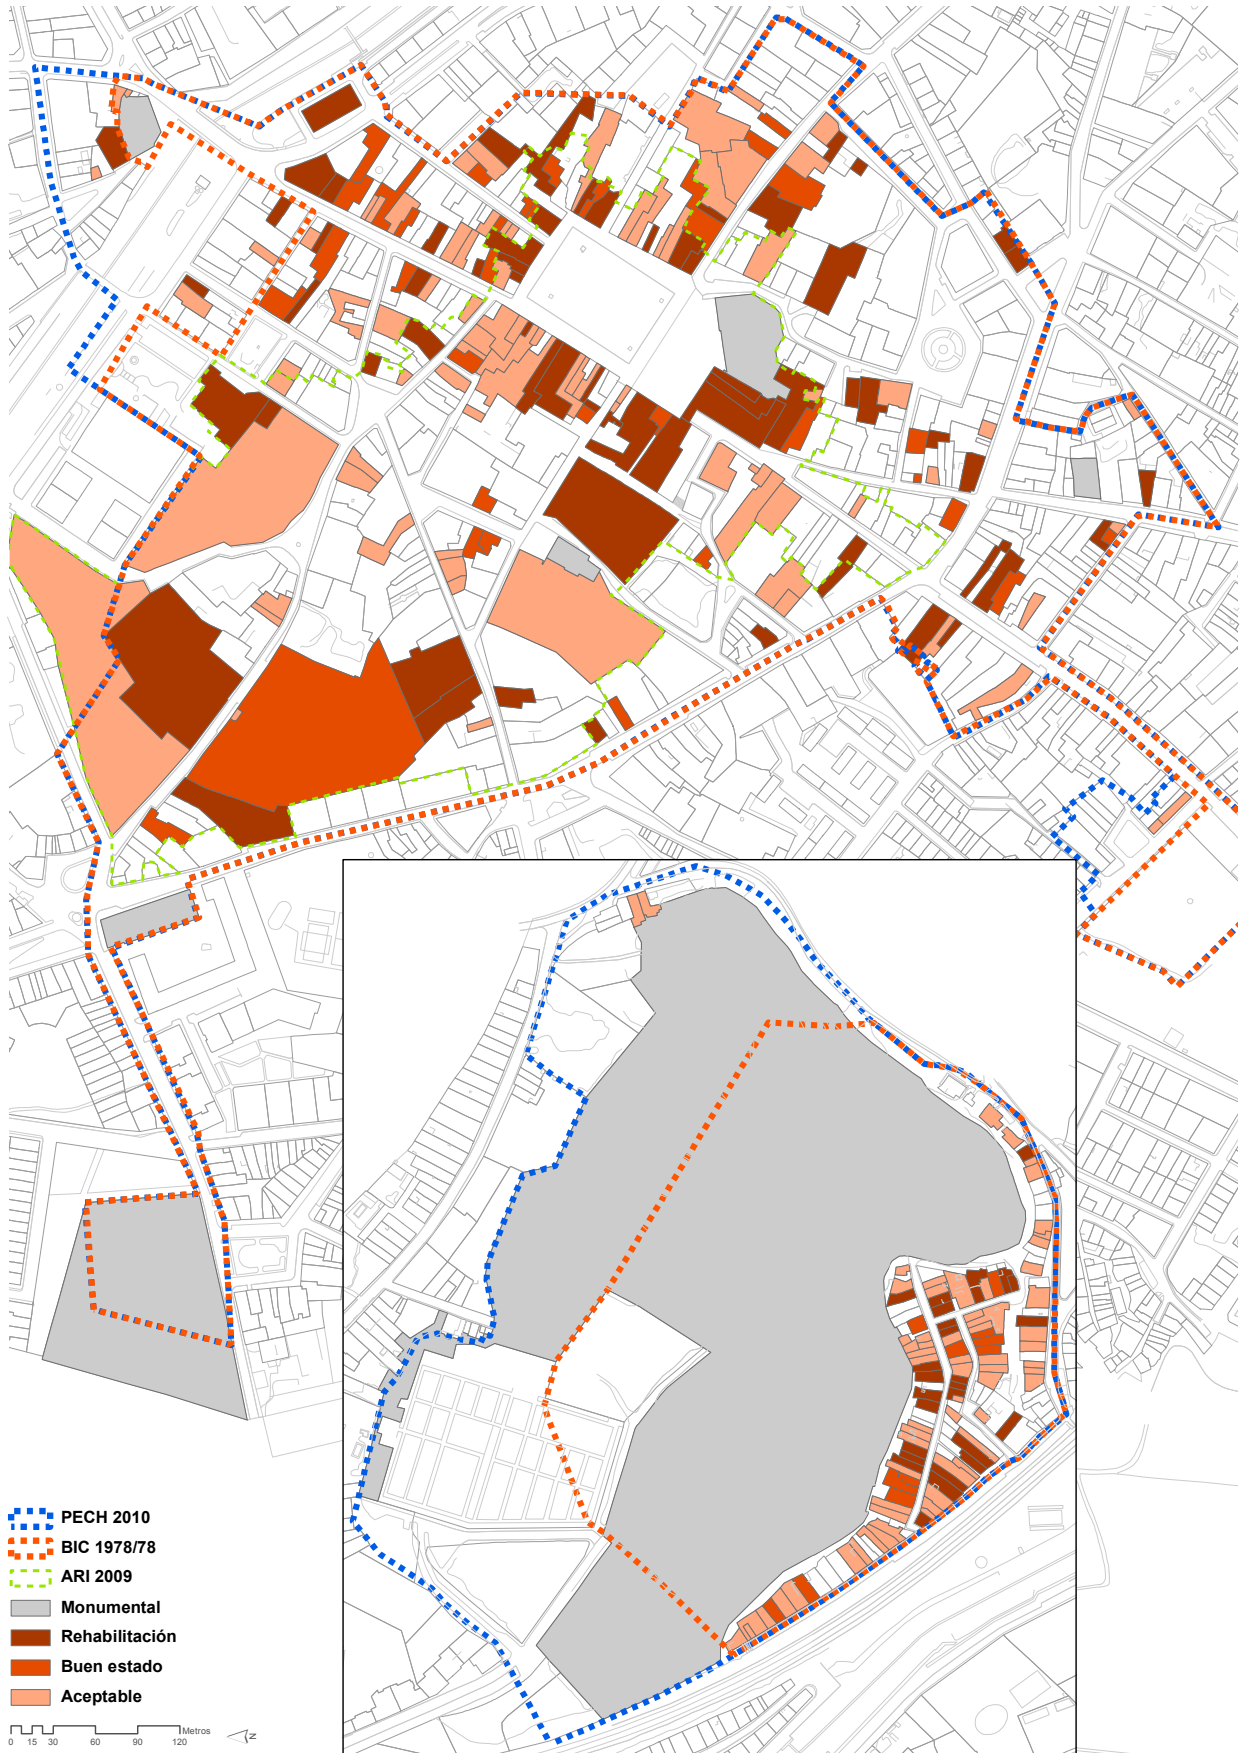 PECH 2010
BIC 1978/78
ARI 2009
Monumental
Rehabilitación
Buen estado
Aceptable
Metros
0 15 30 60 90 120
N